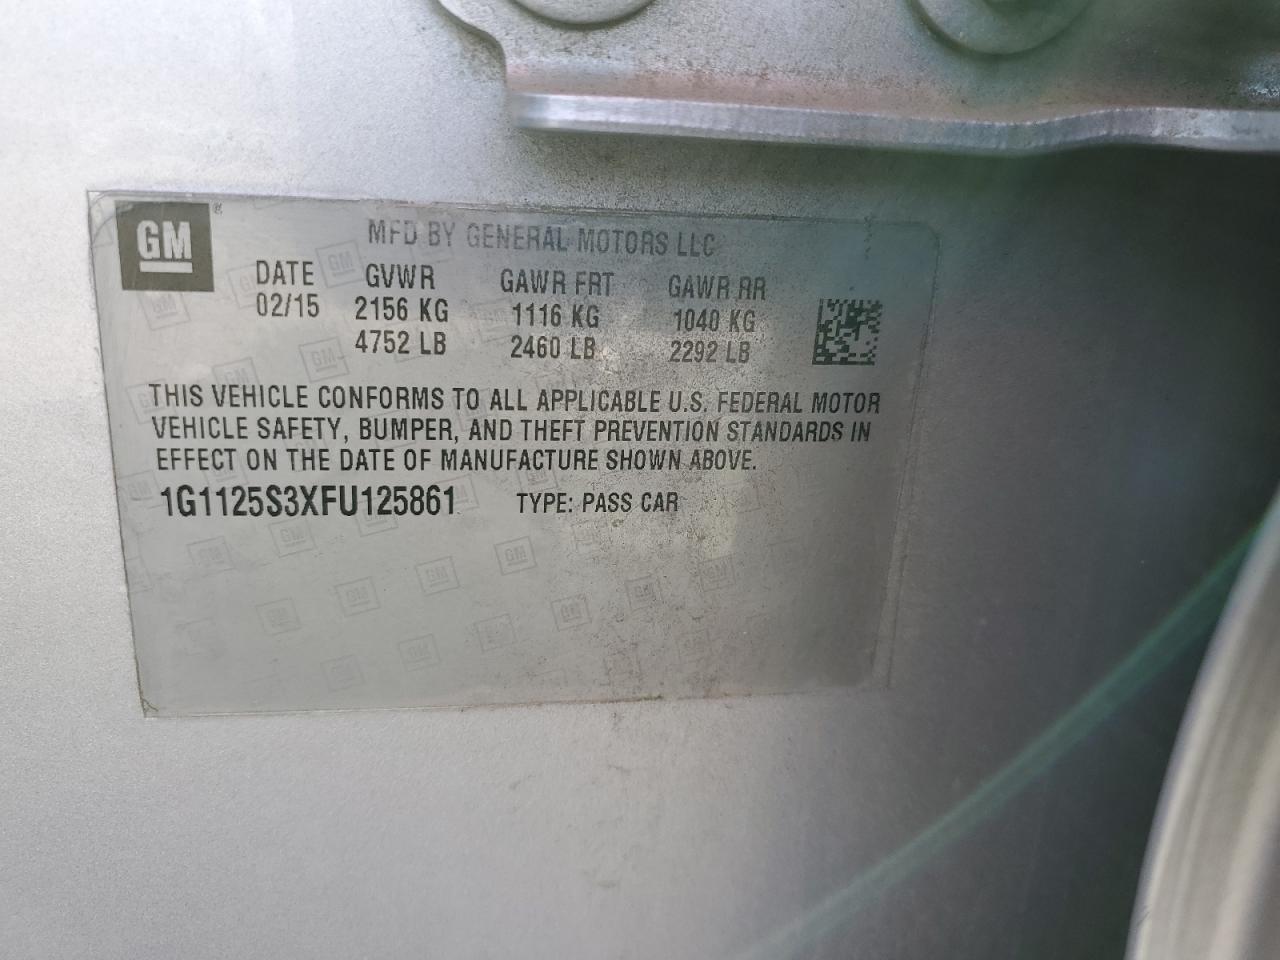 GM®
MFD BY GENERAL MOTORS LLC
DATE GVWR GAWR FRT GAWR RR
02/15 2156 KG 1116 KG 1040 KG
4752 LB 2460 LB 2292 LB
THIS VEHICLE CONFORMS TO ALL APPLICABLE U.S. FEDERAL MOTOR
VEHICLE SAFETY, BUMPER, AND THEFT PREVENTION STANDARDS IN
EFFECT ON THE DATE OF MANUFACTURE SHOWN ABOVE.
1G1125S3XFU125861 TYPE: PASS CAR